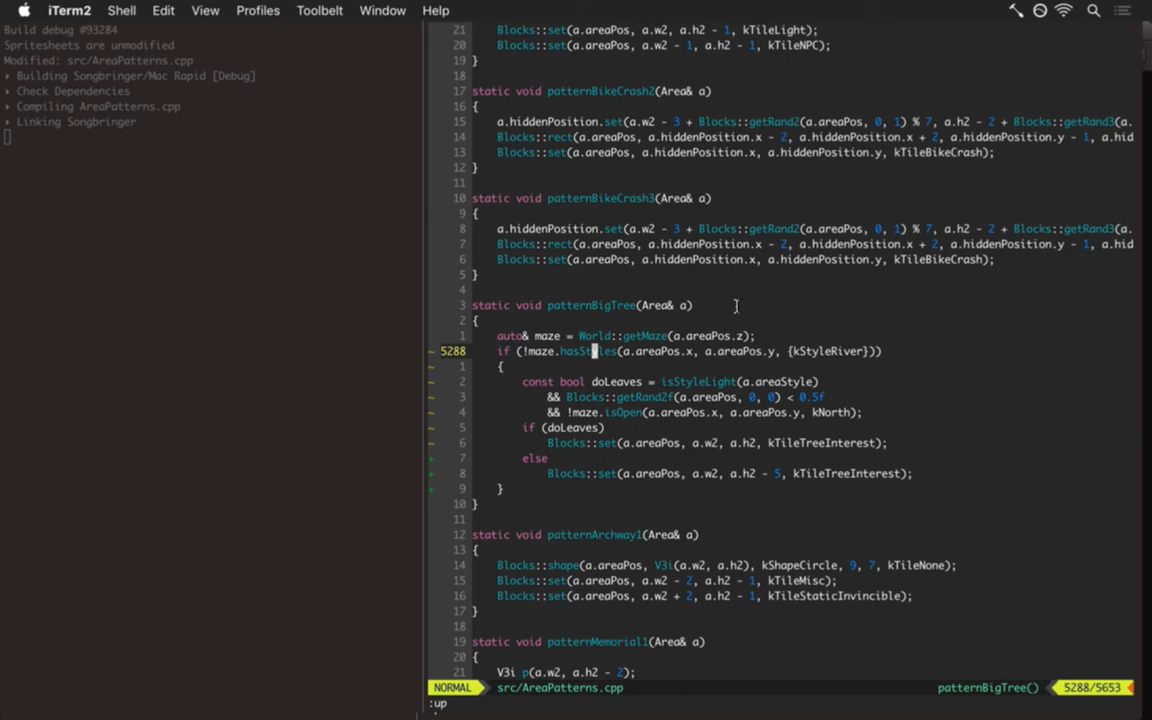 iTerm2 Shell Edit View Profiles Toolbelt Window Help
Build debug #93284
Spritesheets are unmodified
Modified: src/AreaPatterns.cpp
▸ Building Songbringer/Mac Rapid [Debug]
▸ Check Dependencies
▸ Compiling AreaPatterns.cpp
▸ Linking Songbringer
21 Blocks::set(a.areaPos, a.w2, a.h2 - 1, kTileLight);
20 Blocks::set(a.areaPos, a.w2 - 1, a.h2 - 1, kTileNPC);
19 }
18
17 static void patternBikeCrash2(Area& a)
16 {
15 a.hiddenPosition.set(a.w2 - 3 + Blocks::getRand2(a.areaPos, 0, 1) % 7, a.h2 - 2 + Blocks::getRand3(a.
14 Blocks::rect(a.areaPos, a.hiddenPosition.x - 2, a.hiddenPosition.x + 2, a.hiddenPosition.y - 1, a.hid
13 Blocks::set(a.areaPos, a.hiddenPosition.x, a.hiddenPosition.y, kTileBikeCrash);
12 }
11
10 static void patternBikeCrash3(Area& a)
9 {
8 a.hiddenPosition.set(a.w2 - 3 + Blocks::getRand2(a.areaPos, 0, 1) % 7, a.h2 - 2 + Blocks::getRand3(a.
7 Blocks::rect(a.areaPos, a.hiddenPosition.x - 2, a.hiddenPosition.x + 2, a.hiddenPosition.y - 1, a.hid
6 Blocks::set(a.areaPos, a.hiddenPosition.x, a.hiddenPosition.y, kTileBikeCrash);
5 }
4
3 static void patternBigTree(Area& a)
2 {
1 auto& maze = World::getMaze(a.areaPos.z);
~ 5288 if (!maze.hasStyles(a.areaPos.x, a.areaPos.y, {kStyleRiver}))
~ 1 {
~ 2 const bool doLeaves = isStyleLight(a.areaStyle)
~ 3 && Blocks::getRand2f(a.areaPos, 0, 0) < 0.5f
~ 4 && !maze.isOpen(a.areaPos.x, a.areaPos.y, kNorth);
~ 5 if (doLeaves)
~ 6 Blocks::set(a.areaPos, a.w2, a.h2, kTileTreeInterest);
+ 7 else
+ 8 Blocks::set(a.areaPos, a.w2, a.h2 - 5, kTileTreeInterest);
+ 9 }
10 }
11
12 static void patternArchway1(Area& a)
13 {
14 Blocks::shape(a.areaPos, V3i(a.w2, a.h2), kShapeCircle, 9, 7, kTileNone);
15 Blocks::set(a.areaPos, a.w2 - 2, a.h2 - 1, kTileMisc);
16 Blocks::set(a.areaPos, a.w2 + 2, a.h2 - 1, kTileStaticInvincible);
17 }
18
19 static void patternMemorial1(Area& a)
20 {
21 V3i p(a.w2, a.h2 - 2);
NORMAL src/AreaPatterns.cpp patternBigTree() 5288/5653
:up